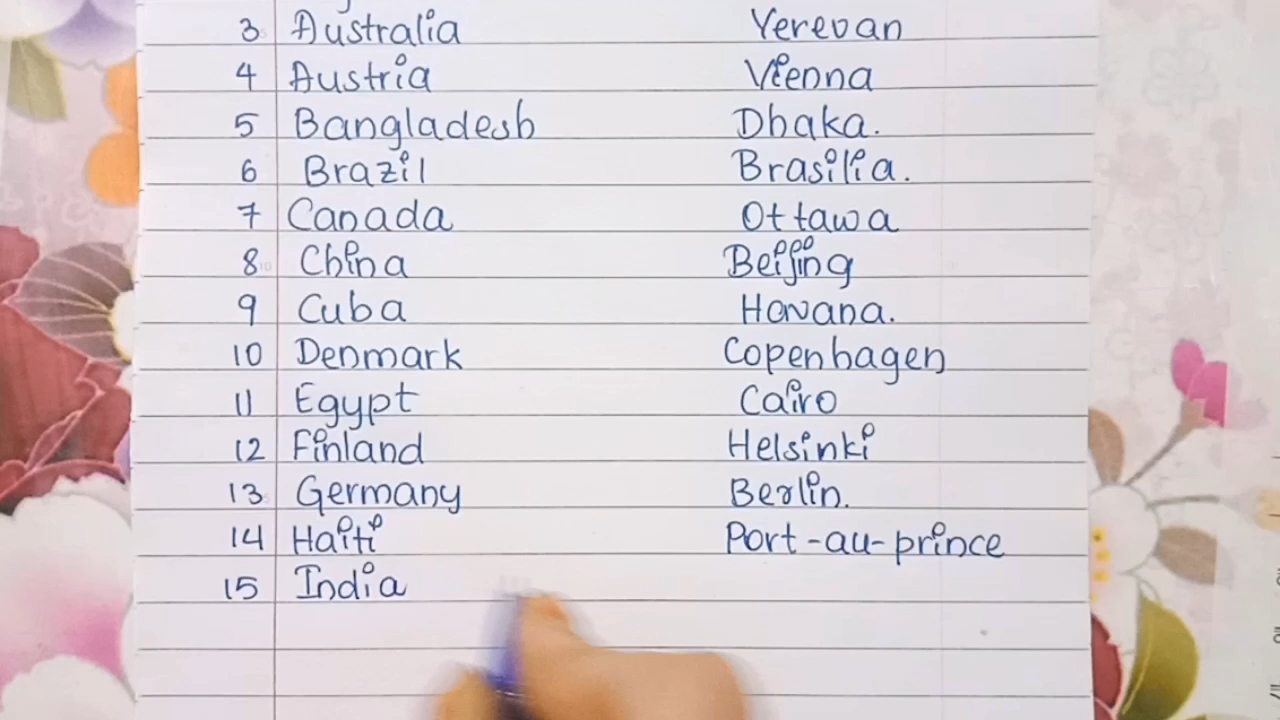 3 Australia Yerevan
4 Austria Vienna
5 Bangladesh Dhaka.
6 Brazil Brasilia.
7 Canada Ottawa
8 China Beijing
9 Cuba Havana.
10 Denmark Copenhagen
11 Egypt Cairo
12 Finland Helsinki
13 Germany Berlin.
14 Haiti Port-au-prince
15 India